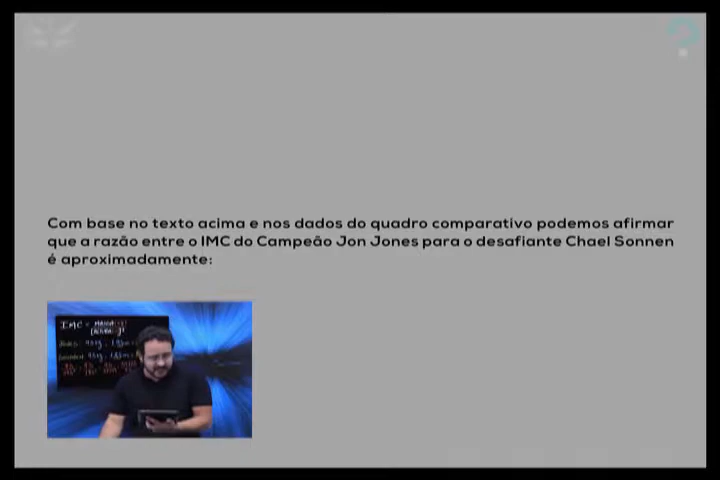 Com base no texto acima e nos dados do quadro comparativo podemos afirmar
que a razão entre o IMC do Campeão Jon Jones para o desafiante Chael Sonnen
é aproximadamente:
IMC =